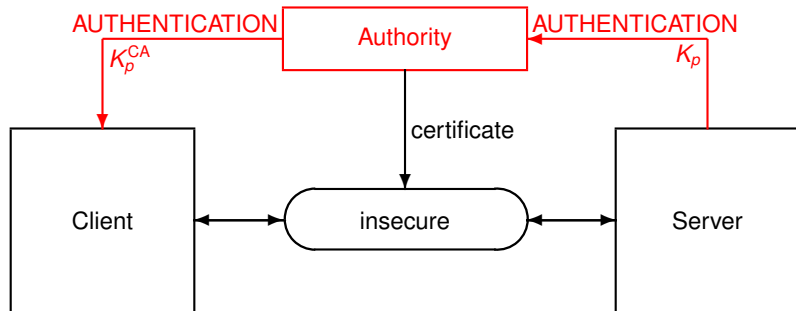 AUTHENTICATION
Authority
AUTHENTICATION
K_p^CA
K_p
certificate
Client
insecure
Server